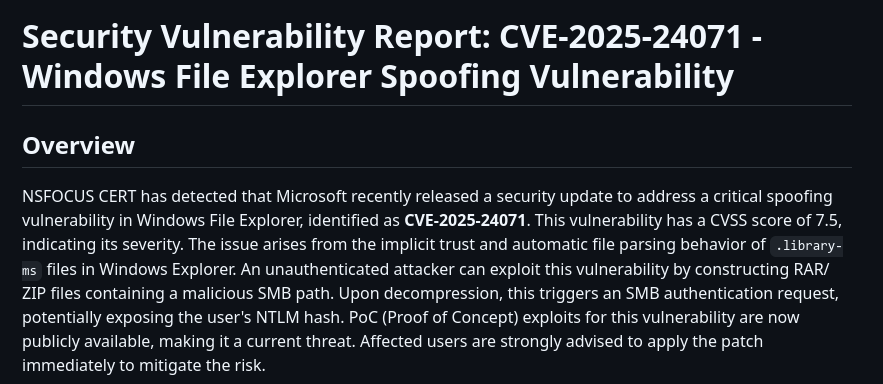 Security Vulnerability Report: CVE-2025-24071 -
Windows File Explorer Spoofing Vulnerability
Overview
NSFOCUS CERT has detected that Microsoft recently released a security update to address a critical spoofing
vulnerability in Windows File Explorer, identified as CVE-2025-24071. This vulnerability has a CVSS score of 7.5,
indicating its severity. The issue arises from the implicit trust and automatic file parsing behavior of .library-
ms files in Windows Explorer. An unauthenticated attacker can exploit this vulnerability by constructing RAR/
ZIP files containing a malicious SMB path. Upon decompression, this triggers an SMB authentication request,
potentially exposing the user's NTLM hash. PoC (Proof of Concept) exploits for this vulnerability are now
publicly available, making it a current threat. Affected users are strongly advised to apply the patch
immediately to mitigate the risk.